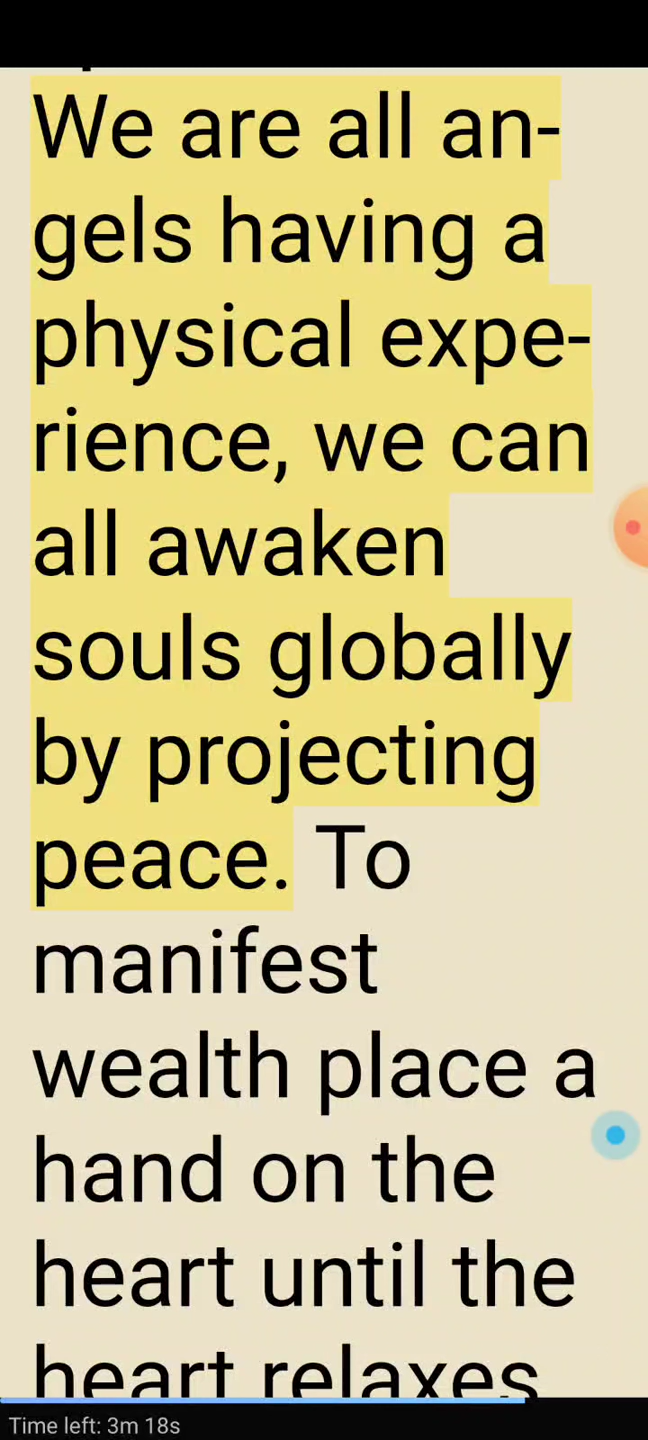 We are all an-
gels having a
physical expe-
rience, we can
all awaken
souls globally
by projecting
peace. To
manifest
wealth place a
hand on the
heart until the
heart relaxes
Time left: 3m 18s